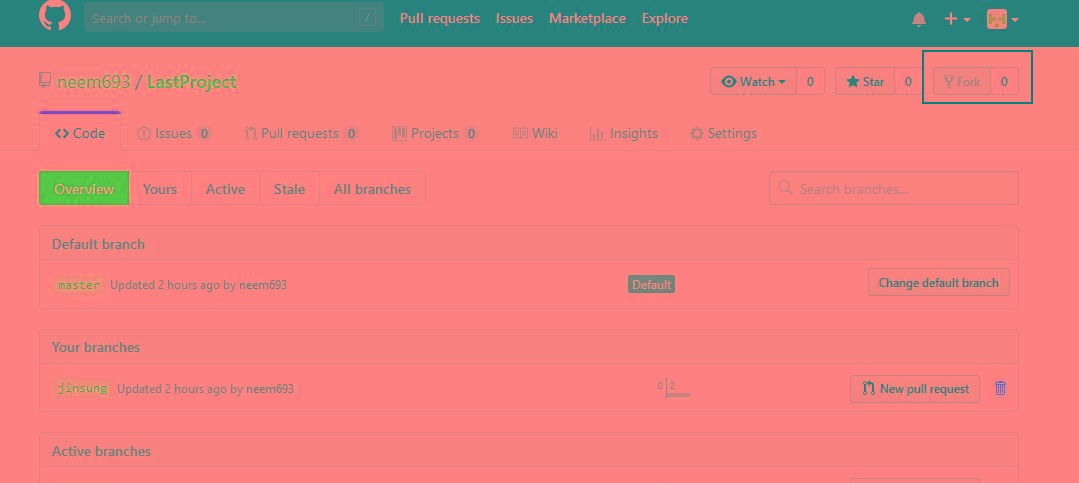 Search or jump to... / Pull requests Issues Marketplace Explore
neem693 / LastProject Watch 0 Star 0 Fork 0
Code Issues 0 Pull requests 0 Projects 0 Wiki Insights Settings
Overview Yours Active Stale All branches Search branches...
Default branch
master Updated 2 hours ago by neem693 Default Change default branch
Your branches
jinsung Updated 2 hours ago by neem693 0 2 New pull request
Active branches